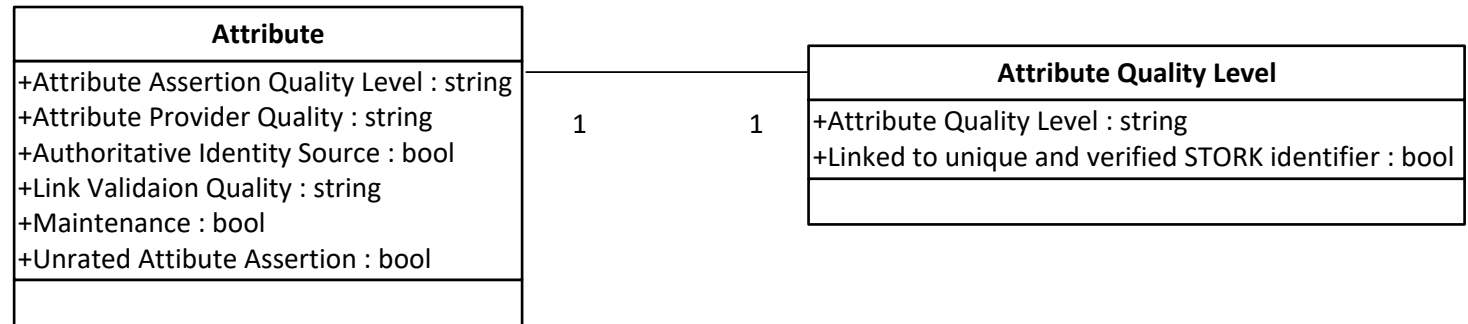 Attribute
+Attribute Assertion Quality Level : string
+Attribute Provider Quality : string
+Authoritative Identity Source : bool
+Link Validaion Quality : string
+Maintenance : bool
+Unrated Attibute Assertion : bool
1
1
Attribute Quality Level
+Attribute Quality Level : string
+Linked to unique and verified STORK identifier : bool